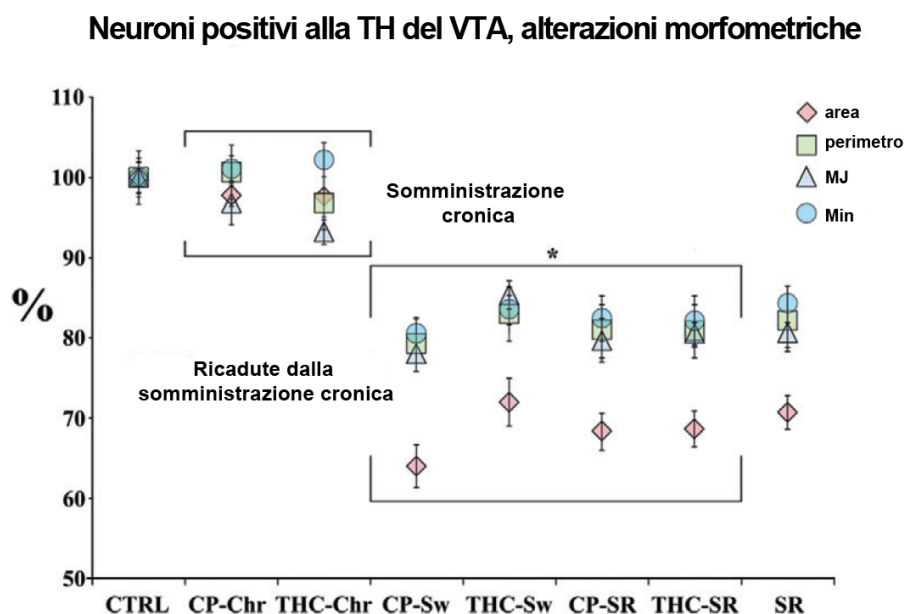 Neuroni positivi alla TH del VTA, alterazioni morfometriche
110
100
90
80
70
60
50
%
area
perimetro
MJ
Min
Somministrazione
cronica
*
Ricadute dalla
somministrazione cronica
CTRL CP-Chr THC-Chr CP-Sw THC-Sw CP-SR THC-SR SR